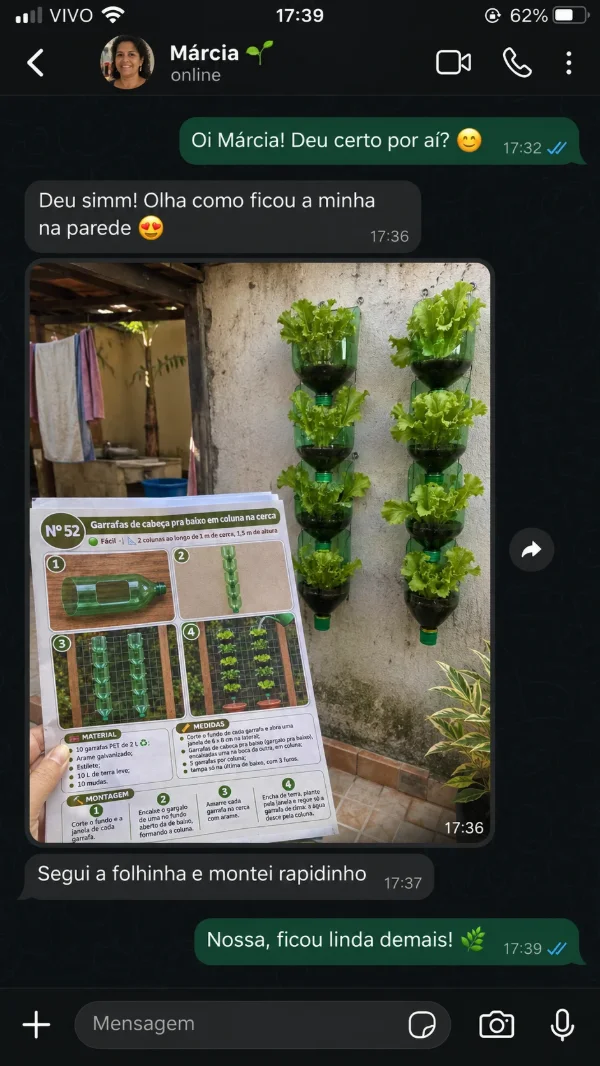 VIVO
17:39
62%
Márcia
online
Oi Márcia! Deu certo por aí? 😊
17:32
Deu simm! Olha como ficou a minha
na parede 😍
17:36
Nº 52
Garrafas de cabeça pra baixo em coluna na cerca
Fácil
2 colunas ao longo de 1 m de cerca, 1,5 m de altura
1
2
3
4
MATERIAL
10 garrafas PET de 2 L ♻;
Arame galvanizado;
Estilete;
10 L de terra leve;
10 mudas.
MEDIDAS
Corte o fundo de cada garrafa e abra uma
janela de 6 x 8 cm na lateral;
Garrafas de cabeça pra baixo (gargalo pra baixo),
encaixadas uma na boca da outra, em coluna;
5 garrafas por coluna;
tampa só na última de baixo, com 3 furos.
MONTAGEM
1
Corte o fundo e a
janela de cada
garrafa.
2
Encaixe o gargalo
de uma no fundo
aberto da de baixo,
formando a coluna.
3
Amarre cada
garrafa na cerca
com arame.
4
Encha de terra, plante
pela janela e regue só a
garrafa de cima: a água
desce pela coluna.
17:36
Segui a folhinha e montei rapidinho
17:37
Nossa, ficou linda demais! 🌿
17:39
Mensagem